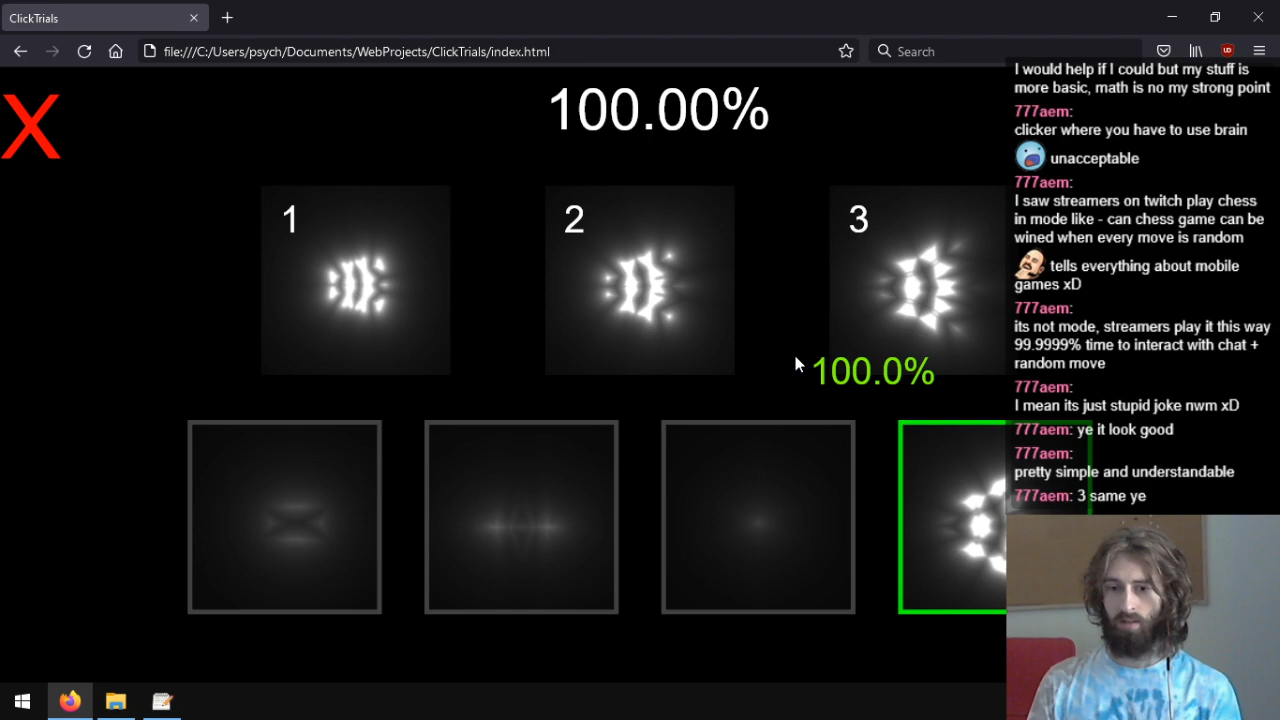 ClickTrials
file:///C:/Users/psych/Documents/WebProjects/ClickTrials/index.html
Search
X
100.00%
1
2
3
100.0%
I would help if I could but my stuff is
more basic, math is no my strong point
777aem:
clicker where you have to use brain
unacceptable
777aem:
I saw streamers on twitch play chess
in mode like - can chess game can be
wined when every move is random
tells everything about mobile
games xD
777aem:
its not mode, streamers play it this way
99.9999% time to interact with chat +
random move
777aem:
I mean its just stupid joke nwm xD
777aem: ye it look good
777aem:
pretty simple and understandable
777aem: 3 same ye